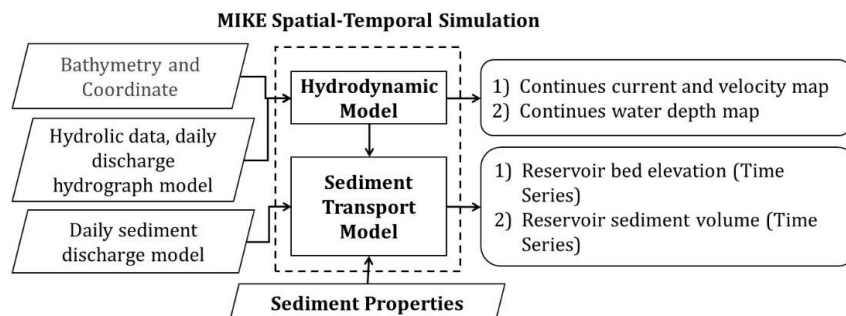 MIKE Spatial-Temporal Simulation
Bathymetry and
Coordinate
Hydrolic data, daily
discharge
hydrograph model
Daily sediment
discharge model
Hydrodynamic
Model
Sediment
Transport
Model
Sediment Properties
1) Continues current and velocity map
2) Continues water depth map
1) Reservoir bed elevation (Time
Series)
2) Reservoir sediment volume (Time
Series)